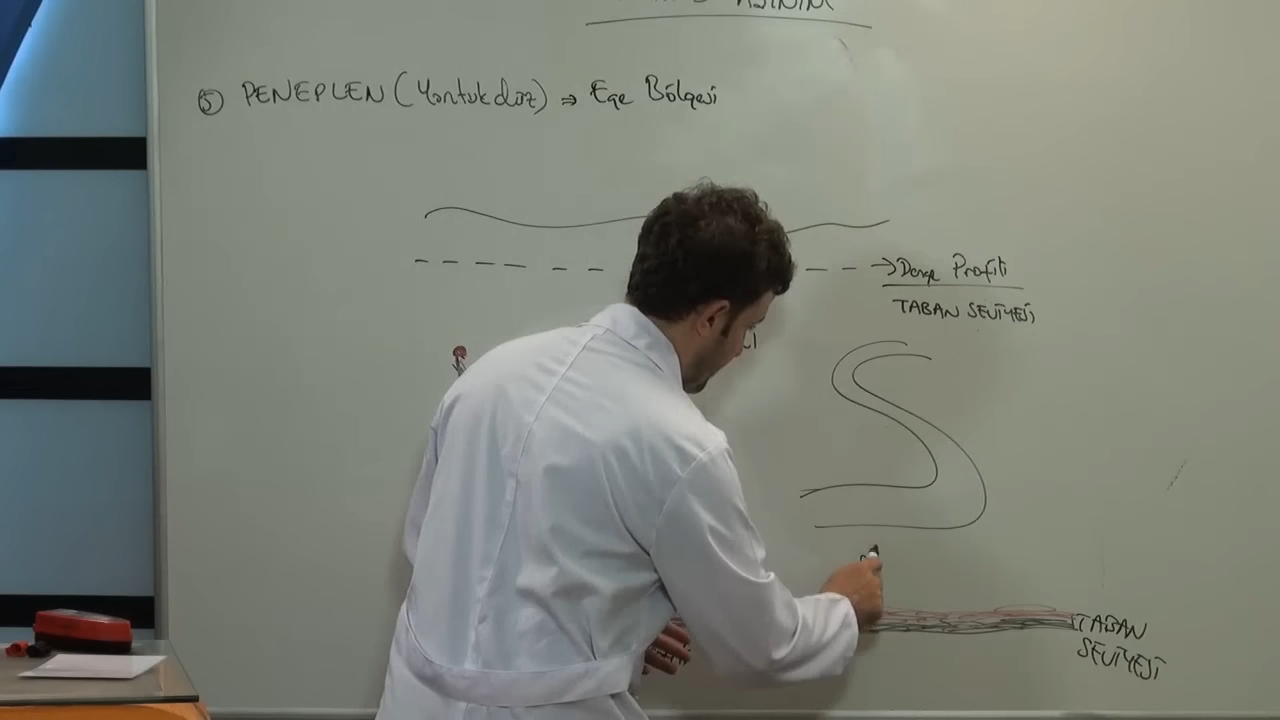 ⑤ PENEPLEN (Yontukdüz) ⇒ Ege Bölgesi
→ Denge Profili
TABAN SEVİYESİ
TABAN
SEVİYESİ